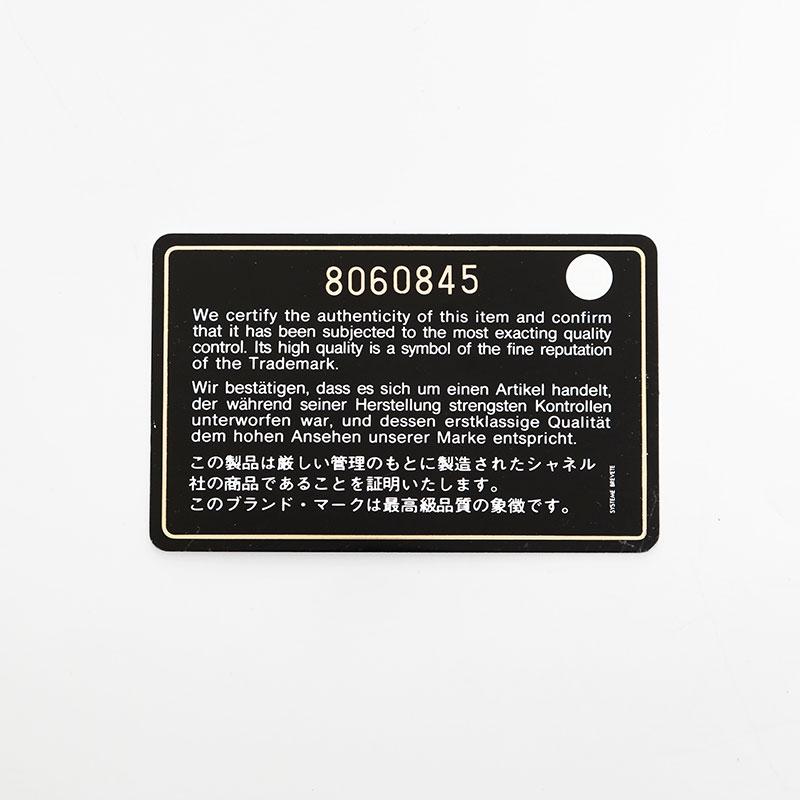 8060845
We certify the authenticity of this item and confirm
that it has been subjected to the most exacting quality
control. Its high quality is a symbol of the fine reputation
of the Trademark.
Wir bestätigen, dass es sich um einen Artikel handelt,
der während seiner Herstellung strengsten Kontrollen
unterworfen war, und dessen erstklassige Qualität
dem hohen Ansehen unserer Marke entspricht.
この製品は厳しい管理のもとに製造されたシャネル
社の商品であることを証明いたします。
このブランド・マークは最高級品質の象徴です。
SYSTEME BREVETE